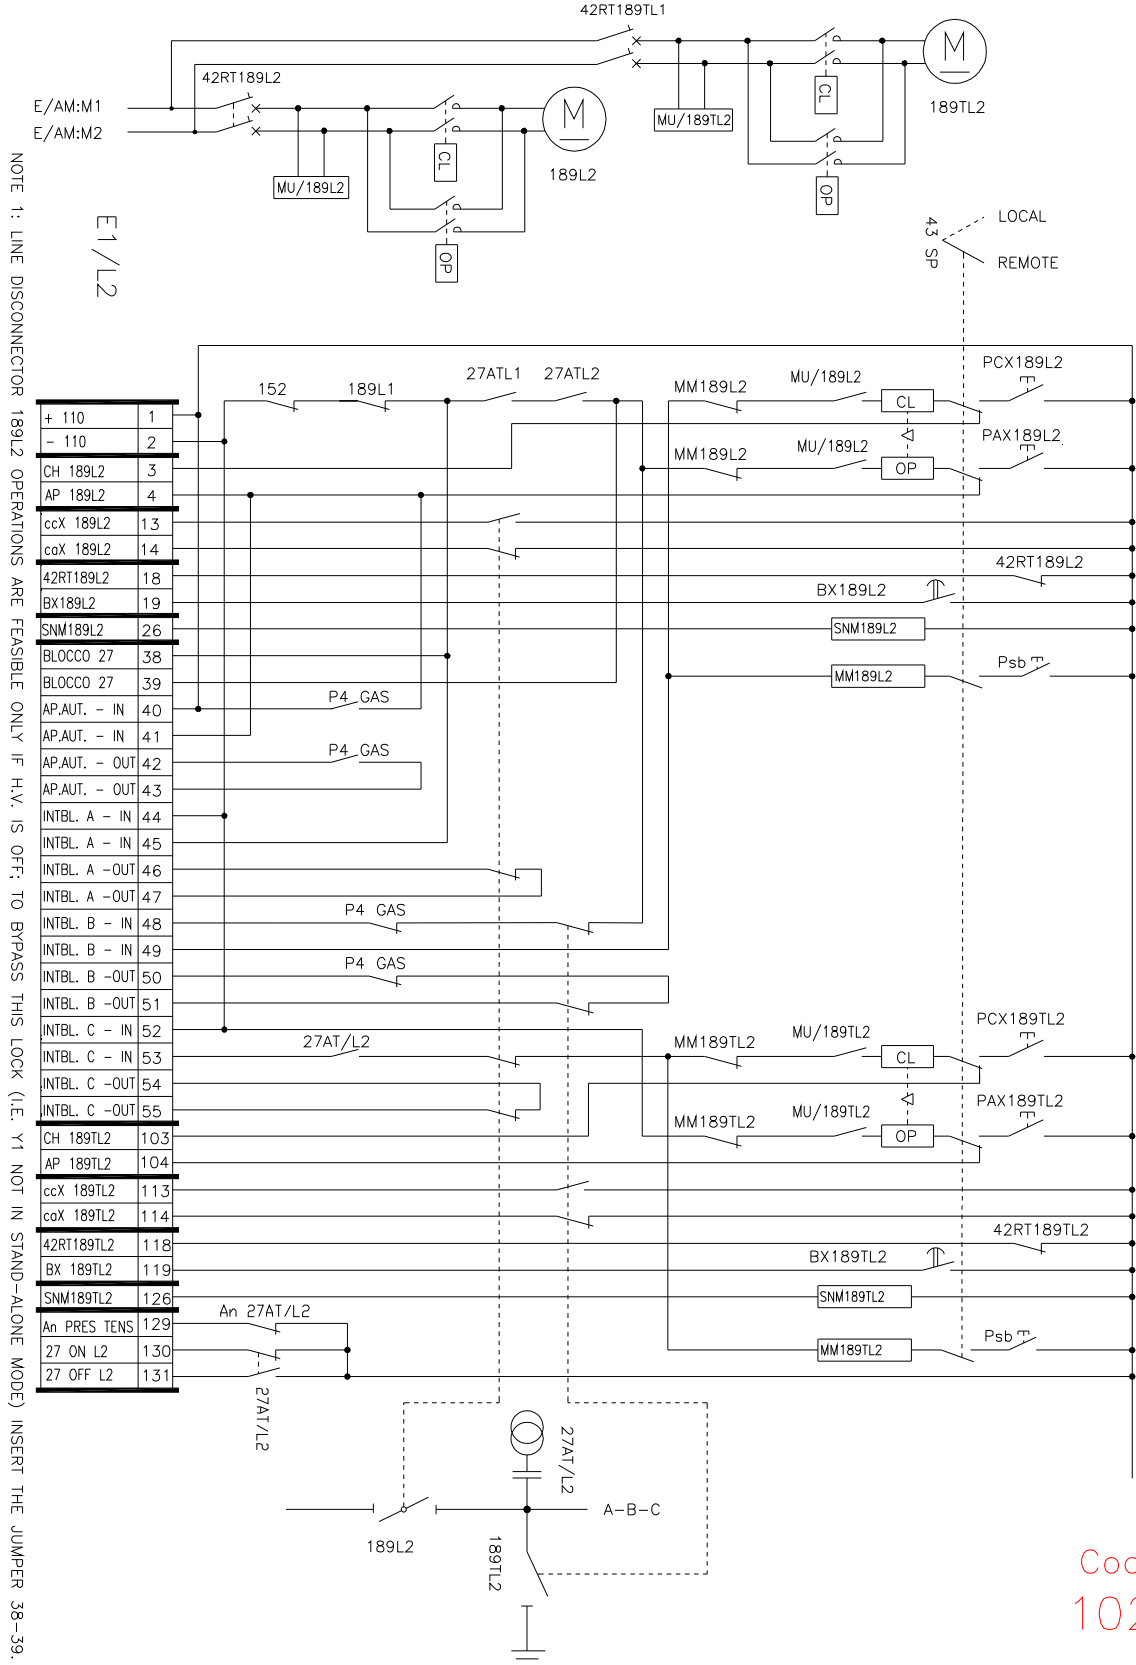 42RT189TL1
M
189TL2
CL
MU/189TL2
OP
42RT189L2
E/AM:M1
E/AM:M2
M
189L2
CL
MU/189L2
OP
E1/L2
43 SP
LOCAL
REMOTE
NOTE 1: LINE DISCONNECTOR 189L2 OPERATIONS ARE FEASIBLE ONLY IF H.V. IS OFF; TO BYPASS THIS LOCK (I.E. Y1 NOT IN STAND-ALONE MODE) INSERT THE JUMPER 38-39.
152
189L1
27ATL1
27ATL2
MM189L2
MU/189L2
CL
PCX189L2
MM189L2
MU/189L2
OP
PAX189L2
+ 110 1
- 110 2
CH 189L2 3
AP 189L2 4
ccX 189L2 13
caX 189L2 14
42RT189L2 18
BX189L2 19
SNM189L2 26
BLOCCO 27 38
BLOCCO 27 39
AP.AUT. - IN 40
AP.AUT. - IN 41
AP.AUT. - OUT 42
AP.AUT. - OUT 43
INTBL. A - IN 44
INTBL. A - IN 45
INTBL. A -OUT 46
INTBL. A -OUT 47
INTBL. B - IN 48
INTBL. B - IN 49
INTBL. B -OUT 50
INTBL. B -OUT 51
INTBL. C - IN 52
INTBL. C - IN 53
INTBL. C -OUT 54
INTBL. C -OUT 55
CH 189TL2 103
AP 189TL2 104
ccX 189TL2 113
caX 189TL2 114
42RT189TL2 118
BX 189TL2 119
SNM189TL2 126
An PRES TENS 129
27 ON L2 130
27 OFF L2 131
42RT189L2
BX189L2
SNM189L2
MM189L2
Psb
P4 GAS
P4 GAS
P4 GAS
P4 GAS
27AT/L2
MM189TL2
MU/189TL2
CL
PCX189TL2
MM189TL2
MU/189TL2
OP
PAX189TL2
42RT189TL2
BX189TL2
SNM189TL2
MM189TL2
Psb
An 27AT/L2
27AT/L2
27AT/L2
A-B-C
189L2
189TL2